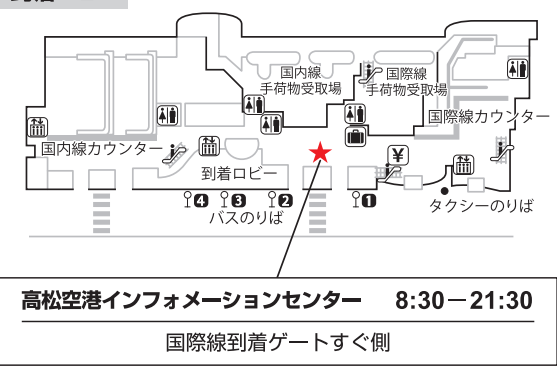 国内線
手荷物受取場
国際線
手荷物受取場
国際線カウンター
国内線カウンター
¥
到着ロビー
4
3
2
1
バスのりば
タクシーのりば
高松空港インフォメーションセンター 8:30－21:30
国際線到着ゲートすぐ側